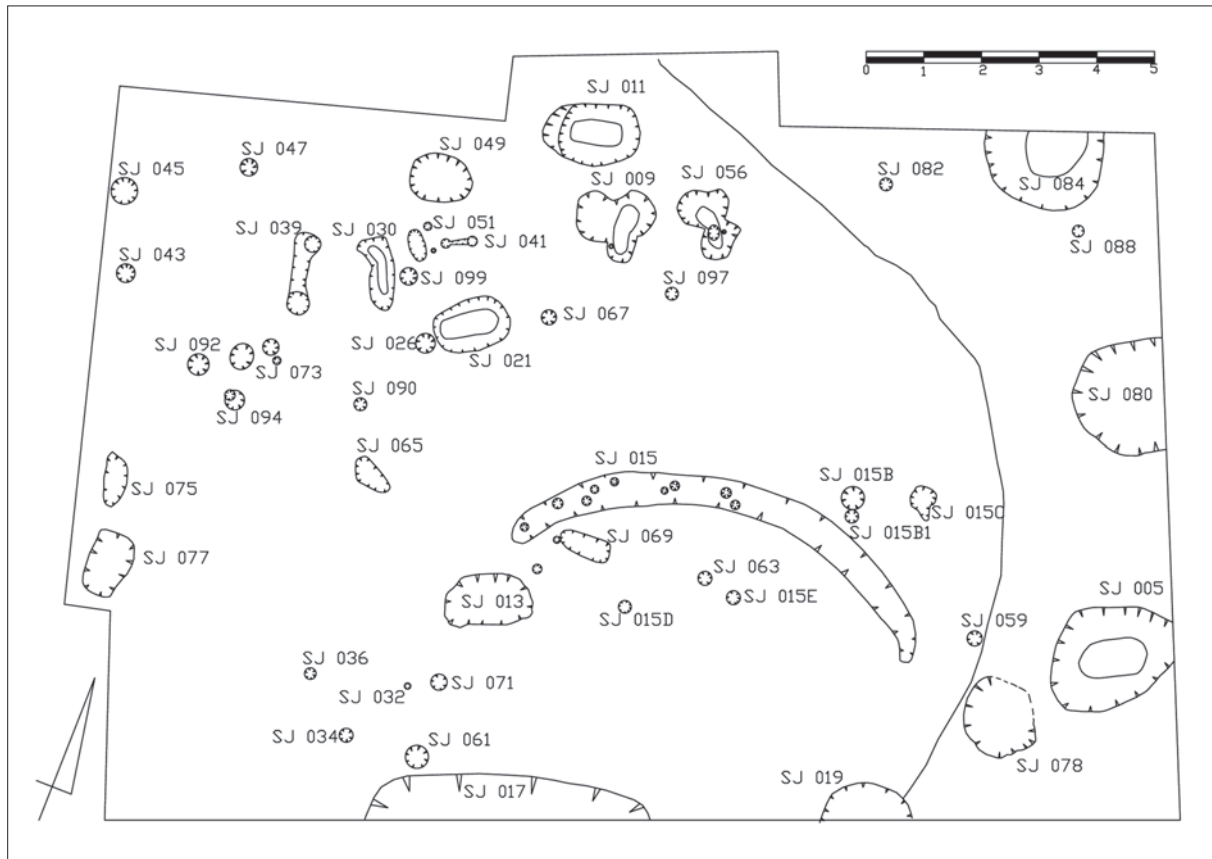 0 1 2 3 4 5
SJ 011
SJ 047
SJ 049
SJ 045
SJ 009
SJ 056
SJ 082
SJ 084
SJ 051
SJ 039
SJ 030
SJ 041
SJ 088
SJ 043
SJ 099
SJ 097
SJ 067
SJ 092
SJ 026
SJ 021
SJ 073
SJ 090
SJ 080
SJ 094
SJ 065
SJ 015
SJ 015B
SJ 075
SJ 015C
SJ 015B1
SJ 069
SJ 077
SJ 063
SJ 005
SJ 013
SJ 015E
SJ 015D
SJ 059
SJ 036
SJ 032
SJ 071
SJ 034
SJ 061
SJ 078
SJ 019
SJ 017